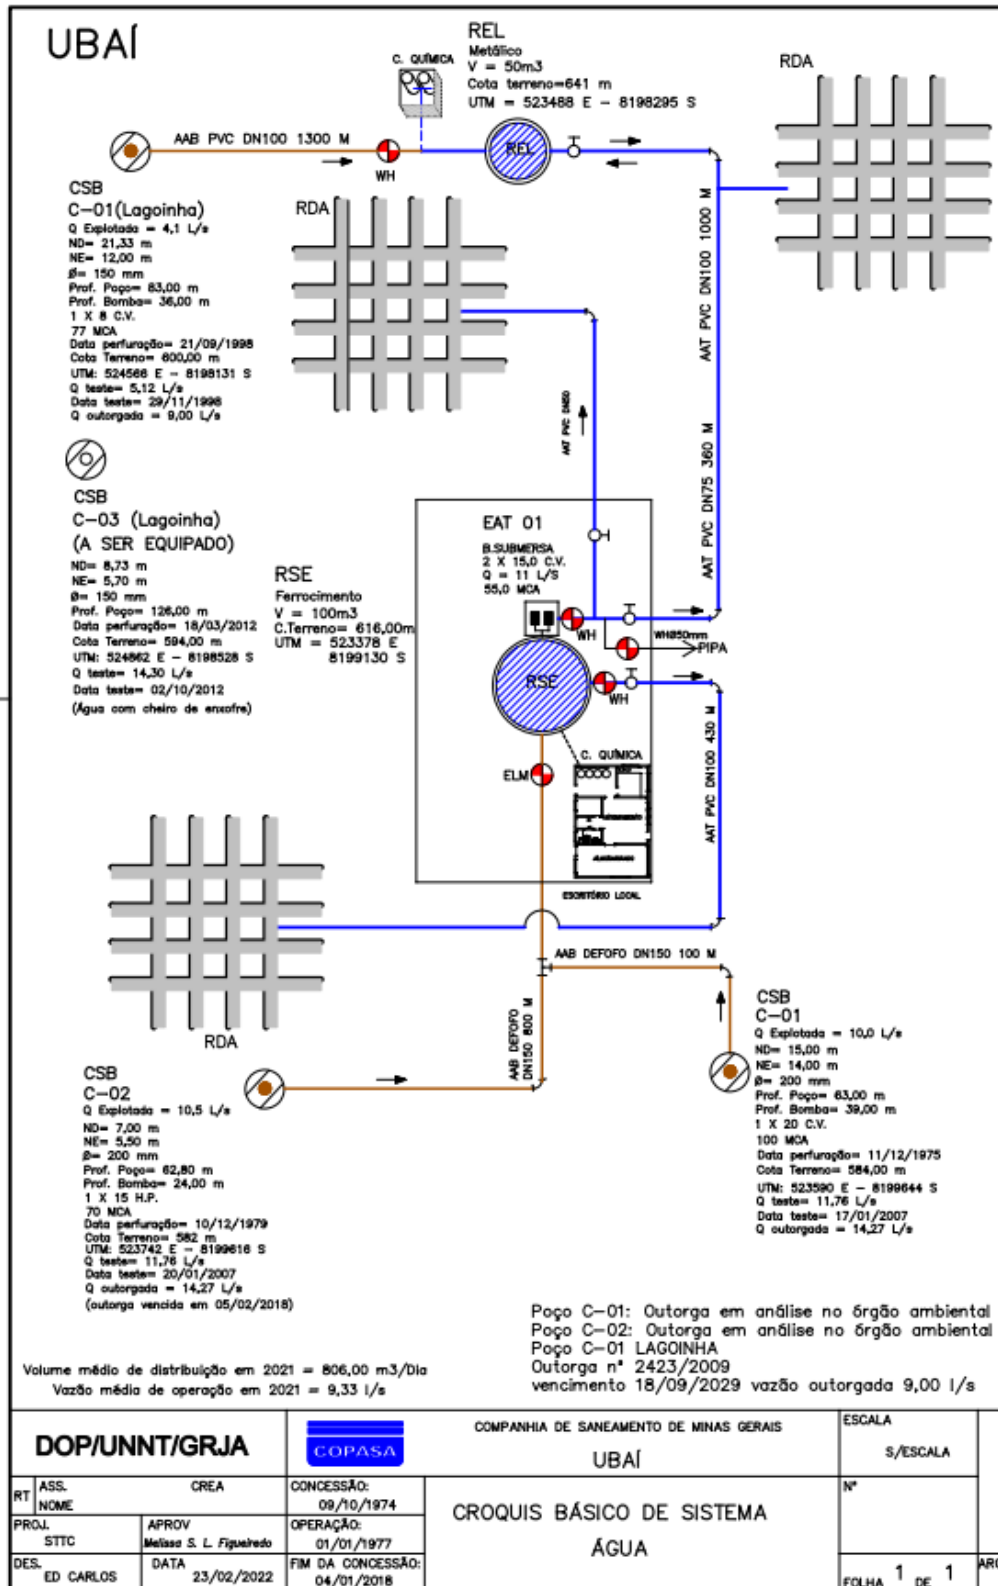 UBAÍ
C. QUÍMICA
REL
Metálico
V = 50m3
Cota terreno=641 m
UTM = 523488 E - 8198295 S
RDA
AAB PVC DN100 1300 M
WH
REL
CSB
C-01(Lagoinha)
Q Explotada = 4,1 L/s
ND= 21,33 m
NE= 12,00 m
Ø= 150 mm
Prof. Poço= 83,00 m
Prof. Bomba= 36,00 m
1 X 8 C.V.
77 MCA
Data perfuração= 21/09/1998
Cota Terreno= 600,00 m
UTM: 524566 E - 8198131 S
Q teste= 5,12 L/s
Data teste= 29/11/1998
Q outorgada = 9,00 L/s
RDA
AAT PVC DN50
AAT PVC DN100 1000 M
AAT PVC DN75 360 M
CSB
C-03 (Lagoinha)
(A SER EQUIPADO)
ND= 8,73 m
NE= 5,70 m
Ø= 150 mm
Prof. Poço= 126,00 m
Data perfuração= 18/03/2012
Cota Terreno= 594,00 m
UTM: 524862 E - 8198528 S
Q teste= 14,30 L/s
Data teste= 02/10/2012
(Água com cheiro de enxofre)
RSE
Ferrocimento
V = 100m3
C.Terreno= 616,00m
UTM = 523378 E
8199130 S
EAT 01
B.SUBMERSA
2 X 15,0 C.V.
Q = 11 L/S
55,0 MCA
WH
WHØ50mm
PIPA
RSE
WH
ELM
C. QUÍMICA
ESCRITÓRIO LOCAL
AAT PVC DN100 430 M
RDA
AAB DEFOFO DN150 100 M
AAB DEFOFO
DN150 800 M
CSB
C-02
Q Explotada = 10,5 L/s
ND= 7,00 m
NE= 5,50 m
Ø= 200 mm
Prof. Poço= 62,80 m
Prof. Bomba= 24,00 m
1 X 15 H.P.
70 MCA
Data perfuração= 10/12/1979
Cota Terreno= 582 m
UTM: 523742 E - 8199616 S
Q teste= 11,76 L/s
Data teste= 20/01/2007
Q outorgada = 14,27 L/s
(outorga vencida em 05/02/2018)
CSB
C-01
Q Explotada = 10,0 L/s
ND= 15,00 m
NE= 14,00 m
Ø= 200 mm
Prof. Poço= 63,00 m
Prof. Bomba= 39,00 m
1 X 20 C.V.
100 MCA
Data perfuração= 11/12/1975
Cota Terreno= 584,00 m
UTM: 523590 E - 8199644 S
Q teste= 11,76 L/s
Data teste= 17/01/2007
Q outorgada = 14,27 L/s
Poço C-01: Outorga em análise no órgão ambiental
Poço C-02: Outorga em análise no órgão ambiental
Poço C-01 LAGOINHA
Outorga n° 2423/2009
vencimento 18/09/2029 vazão outorgada 9,00 l/s
Volume médio de distribuição em 2021 = 806,00 m3/Dia
Vazão média de operação em 2021 = 9,33 l/s
DOP/UNNT/GRJA
COPASA
COMPANHIA DE SANEAMENTO DE MINAS GERAIS
UBAÍ
ESCALA
S/ESCALA
RT
ASS.
NOME
CREA
CONCESSÃO:
09/10/1974
CROQUIS BÁSICO DE SISTEMA
ÁGUA
N°
PROJ.
STTC
APROV
Melissa S. L. Figueiredo
OPERAÇÃO:
01/01/1977
DES.
ED CARLOS
DATA
23/02/2022
FIM DA CONCESSÃO:
04/01/2018
FOLHA 1 DE 1